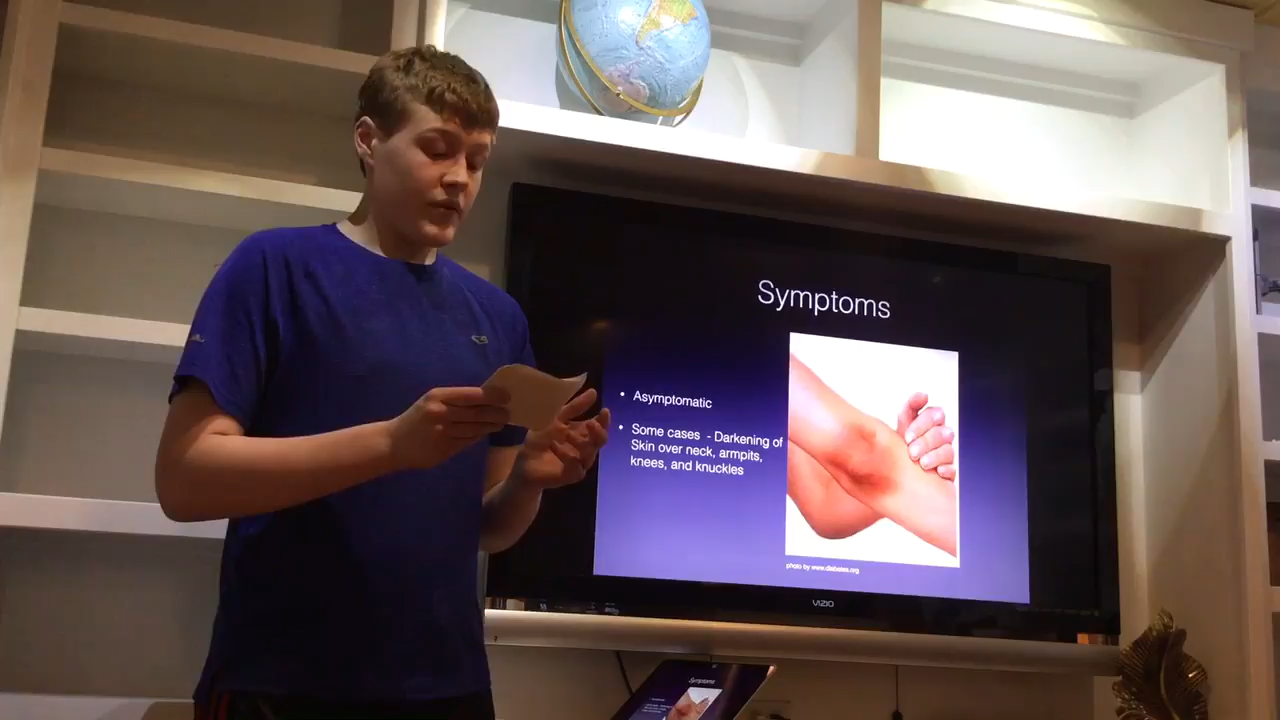 Symptoms
• Asymptomatic
• Some cases - Darkening of
Skin over neck, armpits,
knees, and knuckles
photo by www.diabetes.org
VIZIO
Symptoms